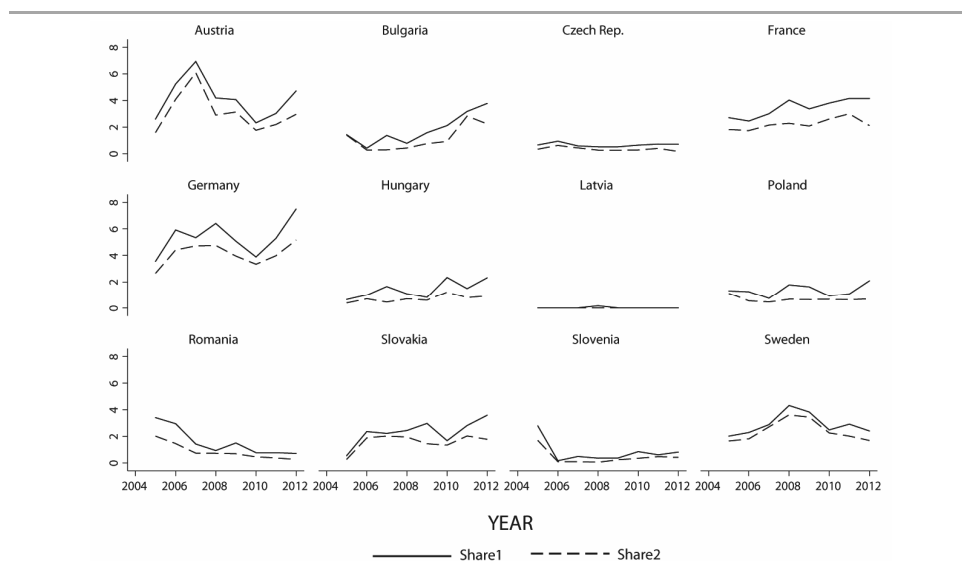 Austria Bulgaria Czech Rep. France
8
6
4
2
0
Germany Hungary Latvia Poland
8
6
4
2
0
Romania Slovakia Slovenia Sweden
8
6
4
2
0
2004 2006 2008 2010 2012 2004 2006 2008 2010 2012 2004 2006 2008 2010 2012 2004 2006 2008 2010 2012
YEAR
Share1 Share2